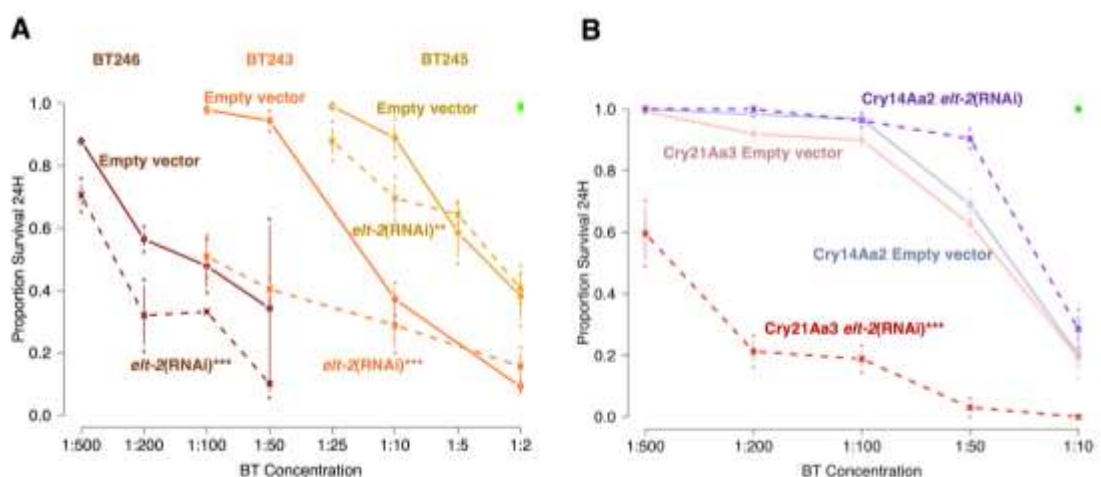 A
BT246 BT243 BT245
Empty vector
Empty vector
Empty vector
elt-2(RNAi)**
elt-2(RNAi)***
elt-2(RNAi)***
Proportion Survival 24H
1.0
0.8
0.6
0.4
0.2
0.0
1:500 1:200 1:100 1:50 1:25 1:10 1:5 1:2
BT Concentration
B
Cry14Aa2 elt-2(RNAi)
Cry21Aa3 Empty vector
Cry14Aa2 Empty vector
Cry21Aa3 elt-2(RNAi)***
Proportion Survival 24H
1.0
0.8
0.6
0.4
0.2
0.0
1:500 1:200 1:100 1:50 1:10
BT Concentration